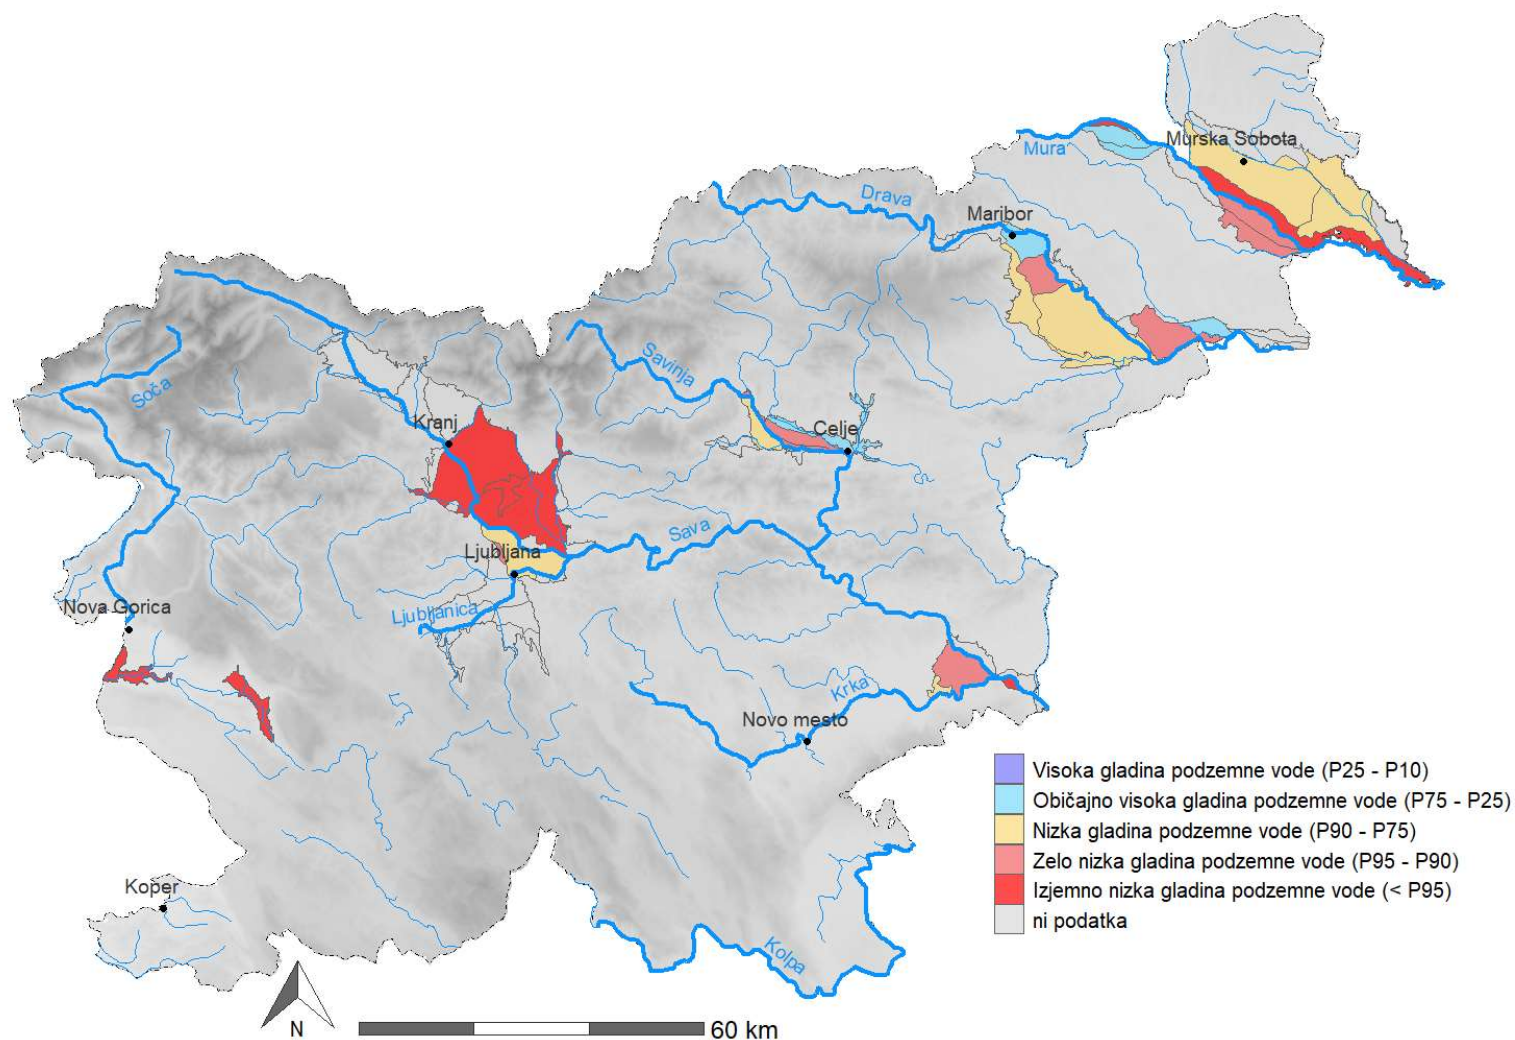 Murska Sobota
Mura
Drava
Maribor
Soča
Savinja
Kranj
Celje
Sava
Ljubljana
Ljubljanica
Nova Gorica
Krka
Novo mesto
Koper
Kolpa
Visoka gladina podzemne vode (P25 - P10)
Običajno visoka gladina podzemne vode (P75 - P25)
Nizka gladina podzemne vode (P90 - P75)
Zelo nizka gladina podzemne vode (P95 - P90)
Izjemno nizka gladina podzemne vode (< P95)
ni podatka
N
60 km